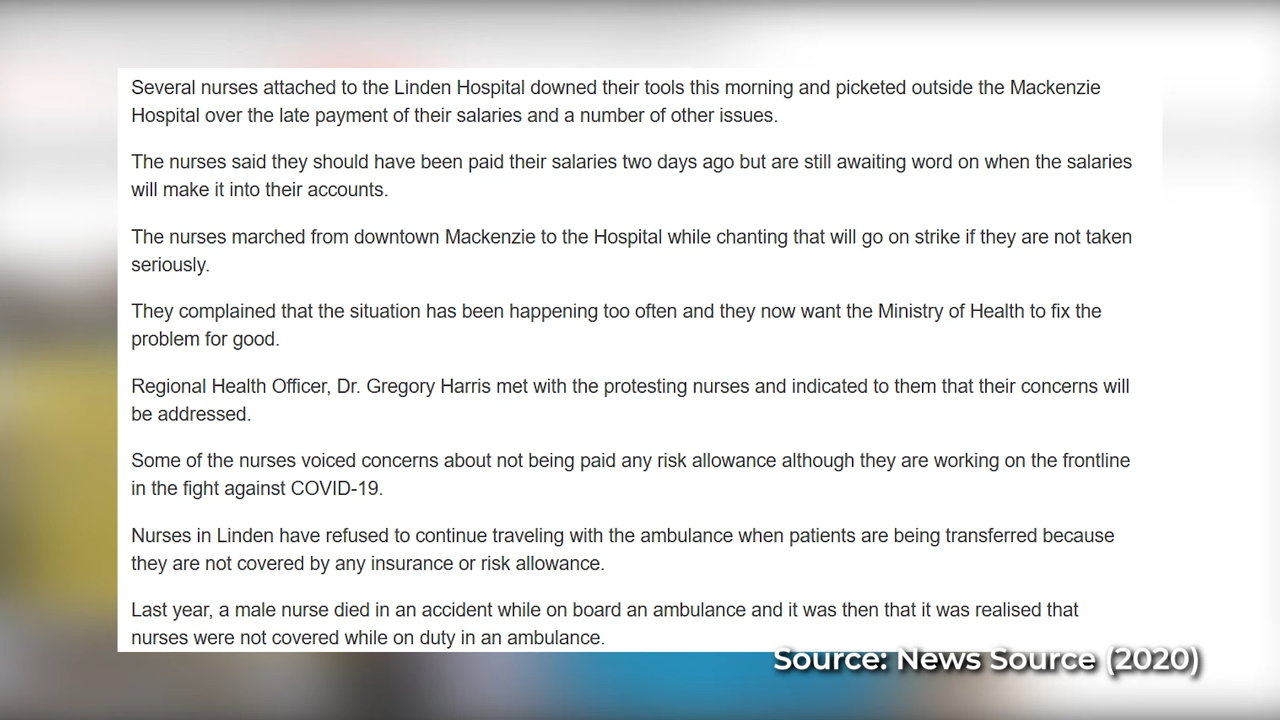 Several nurses attached to the Linden Hospital downed their tools this morning and picketed outside the Mackenzie
Hospital over the late payment of their salaries and a number of other issues.
The nurses said they should have been paid their salaries two days ago but are still awaiting word on when the salaries
will make it into their accounts.
The nurses marched from downtown Mackenzie to the Hospital while chanting that will go on strike if they are not taken
seriously.
They complained that the situation has been happening too often and they now want the Ministry of Health to fix the
problem for good.
Regional Health Officer, Dr. Gregory Harris met with the protesting nurses and indicated to them that their concerns will
be addressed.
Some of the nurses voiced concerns about not being paid any risk allowance although they are working on the frontline
in the fight against COVID-19.
Nurses in Linden have refused to continue traveling with the ambulance when patients are being transferred because
they are not covered by any insurance or risk allowance.
Last year, a male nurse died in an accident while on board an ambulance and it was then that it was realised that
nurses were not covered while on duty in an ambulance.
Source: News Source (2020)